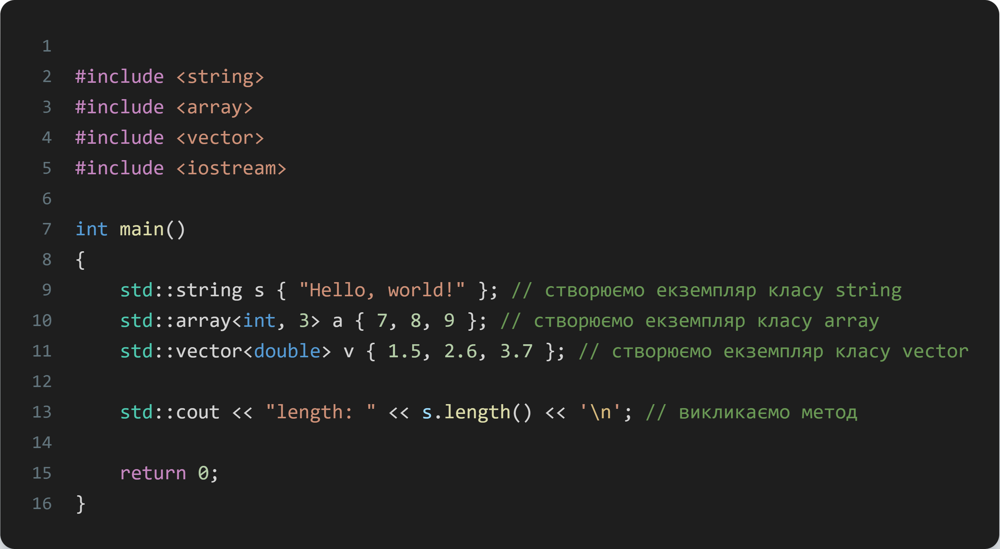 1
2 #include <string>
3 #include <array>
4 #include <vector>
5 #include <iostream>
6
7 int main()
8 {
9     std::string s { "Hello, world!" }; // створюємо екземпляр класу string
10     std::array<int, 3> a { 7, 8, 9 }; // створюємо екземпляр класу array
11     std::vector<double> v { 1.5, 2.6, 3.7 }; // створюємо екземпляр класу vector
12
13     std::cout << "length: " << s.length() << '\n'; // викликаємо метод
14
15     return 0;
16 }